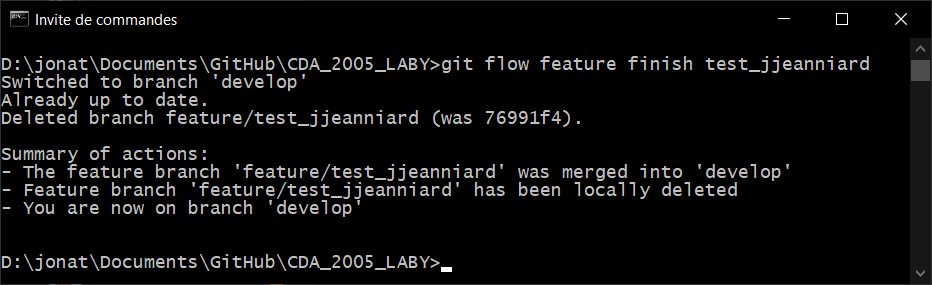 Invite de commandes
D:\jonat\Documents\GitHub\CDA_2005_LABY>git flow feature finish test_jjeanniard
Switched to branch 'develop'
Already up to date.
Deleted branch feature/test_jjeanniard (was 76991f4).
Summary of actions:
- The feature branch 'feature/test_jjeanniard' was merged into 'develop'
- Feature branch 'feature/test_jjeanniard' has been locally deleted
- You are now on branch 'develop'
D:\jonat\Documents\GitHub\CDA_2005_LABY>